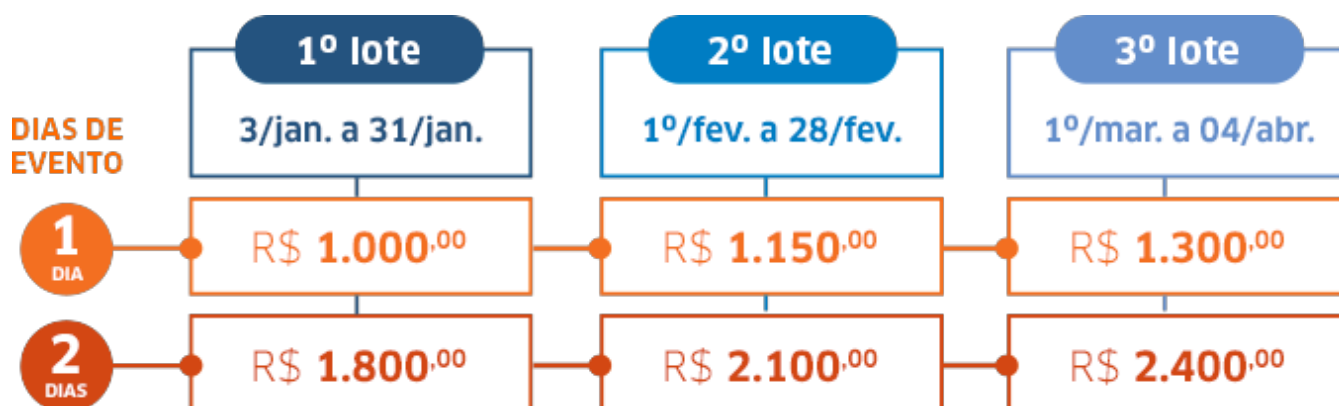 1º lote
2º lote
3º lote
DIAS DE
EVENTO
3/jan. a 31/jan.
1º/fev. a 28/fev.
1º/mar. a 04/abr.
1
DIA
R$ 1.000,00
R$ 1.150,00
R$ 1.300,00
2
DIAS
R$ 1.800,00
R$ 2.100,00
R$ 2.400,00